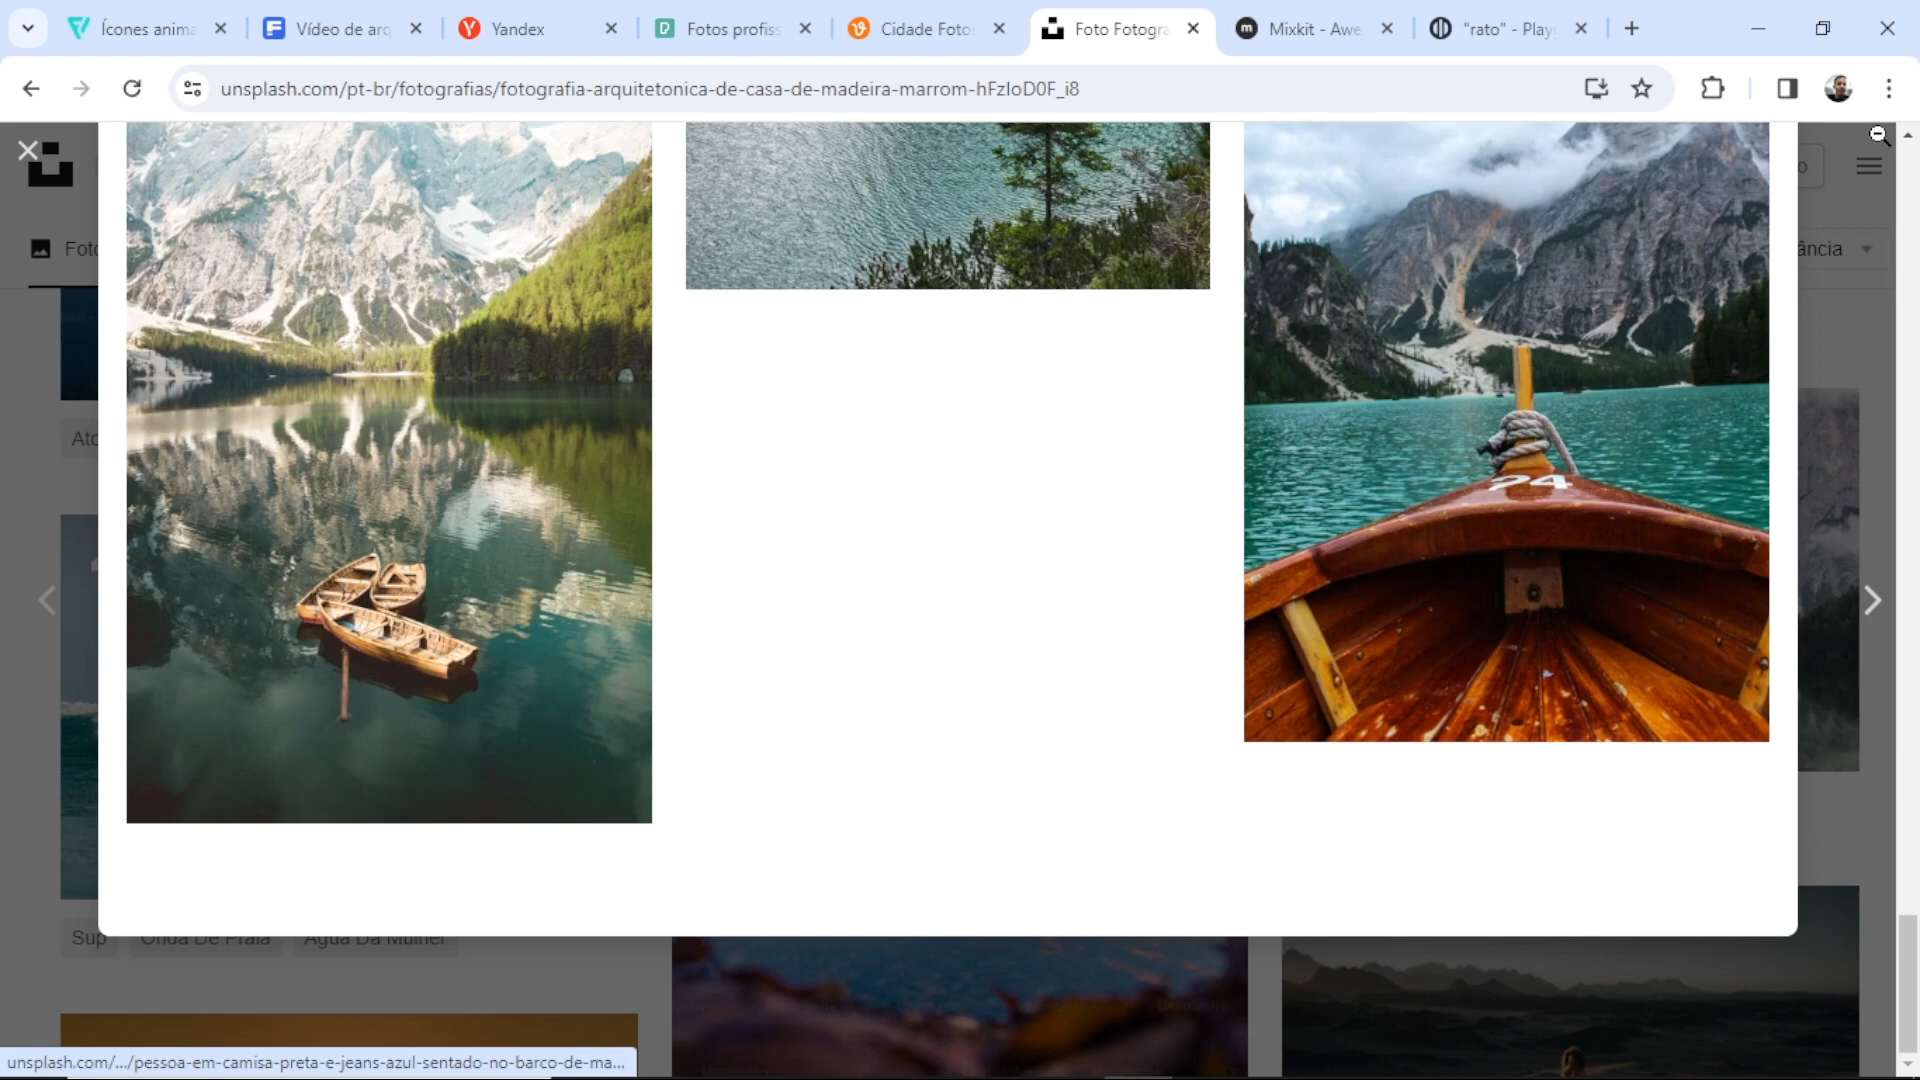 Ícones anima
Vídeo de arq
Yandex
Fotos profiss
Cidade Foto
Foto Fotogra
Mixkit - Awe
"rato" - Play
unsplash.com/pt-br/fotografias/fotografia-arquitetonica-de-casa-de-madeira-marrom-hFzIoD0F_i8
Foto
ância
24
Sup
Onda De Praia
Água Da Mulher
unsplash.com/.../pessoa-em-camisa-preta-e-jeans-azul-sentado-no-barco-de-ma...